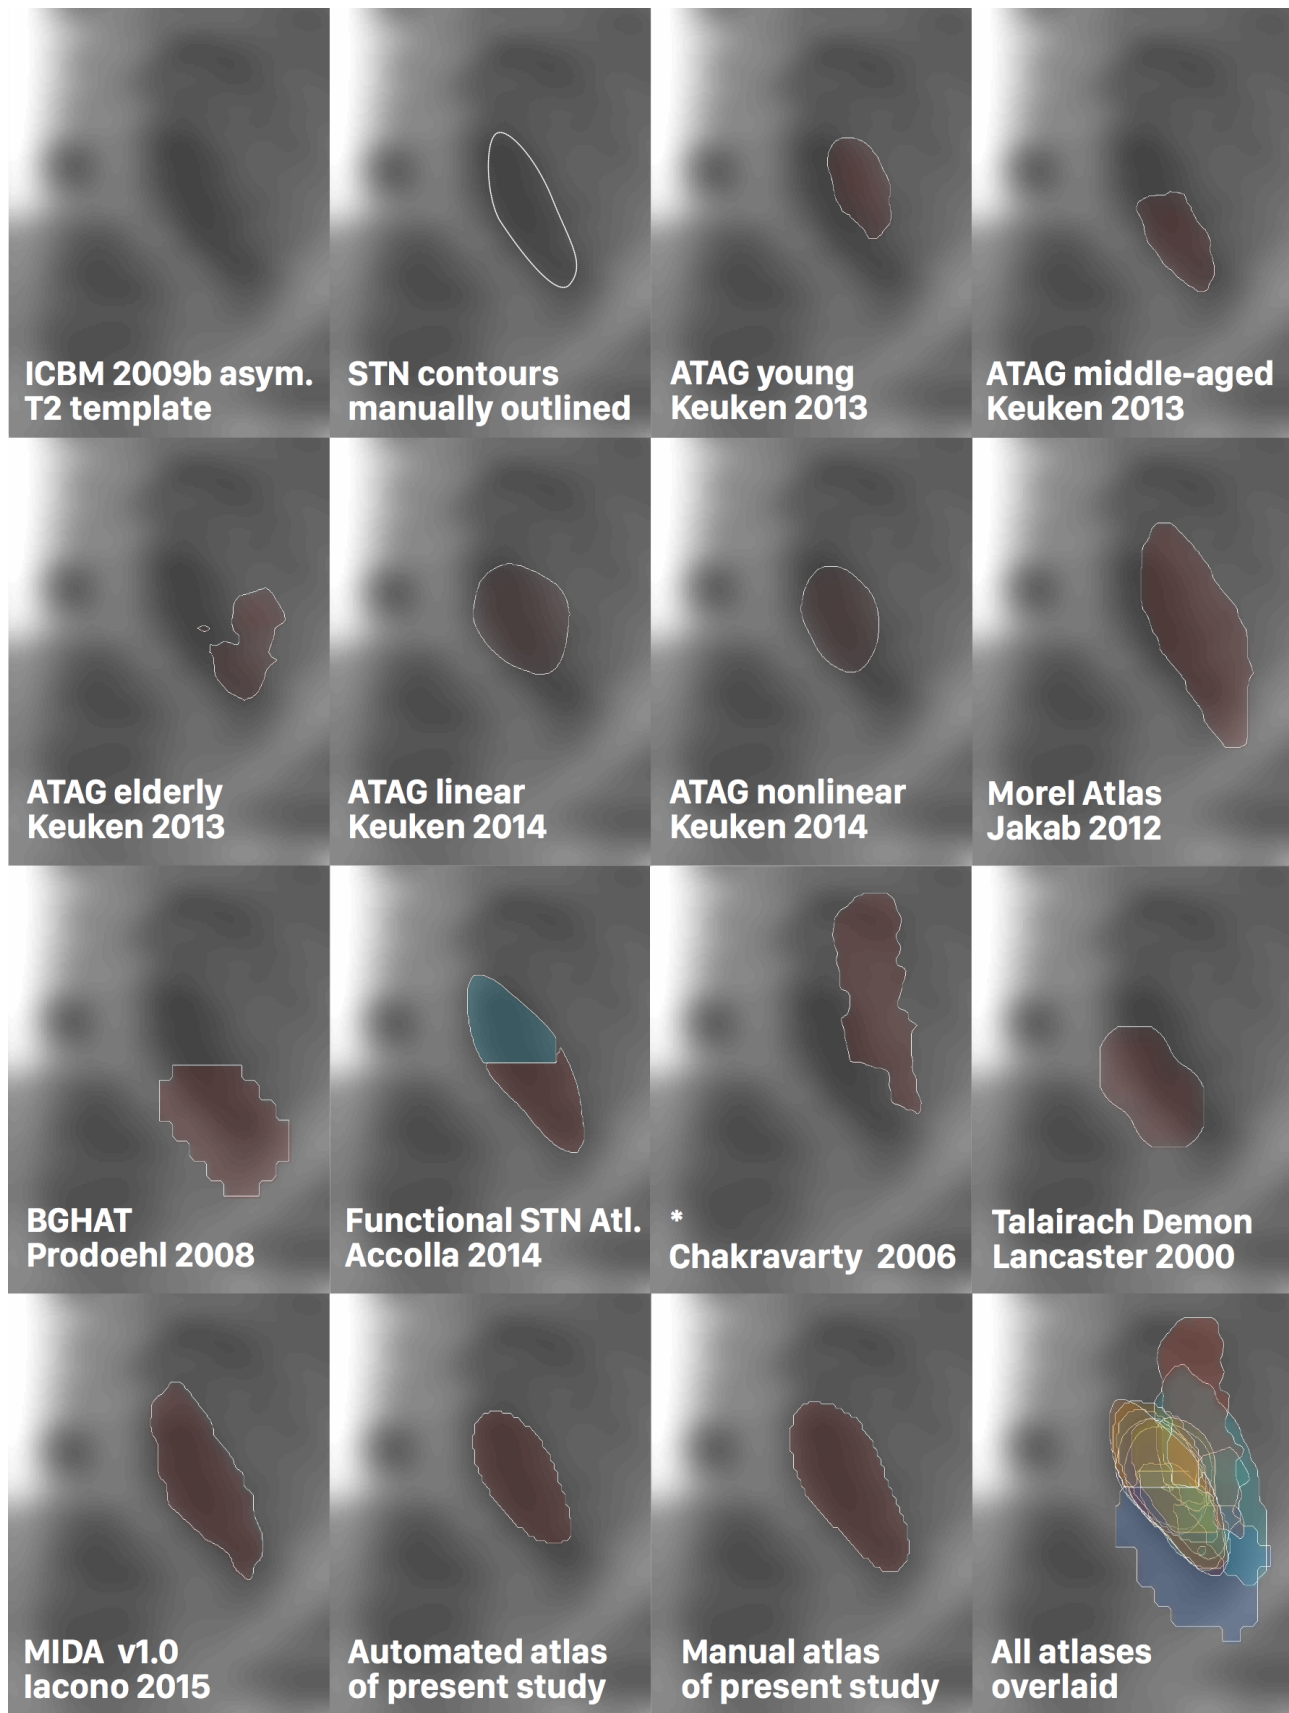 ICBM 2009b asym.
T2 template
STN contours
manually outlined
ATAG young
Keuken 2013
ATAG middle-aged
Keuken 2013
ATAG elderly
Keuken 2013
ATAG linear
Keuken 2014
ATAG nonlinear
Keuken 2014
Morel Atlas
Jakab 2012
BGHAT
Prodoehl 2008
Functional STN Atl.
Accolla 2014
*
Chakravarty 2006
Talairach Demon
Lancaster 2000
MIDA v1.0
Iacono 2015
Automated atlas
of present study
Manual atlas
of present study
All atlases
overlaid